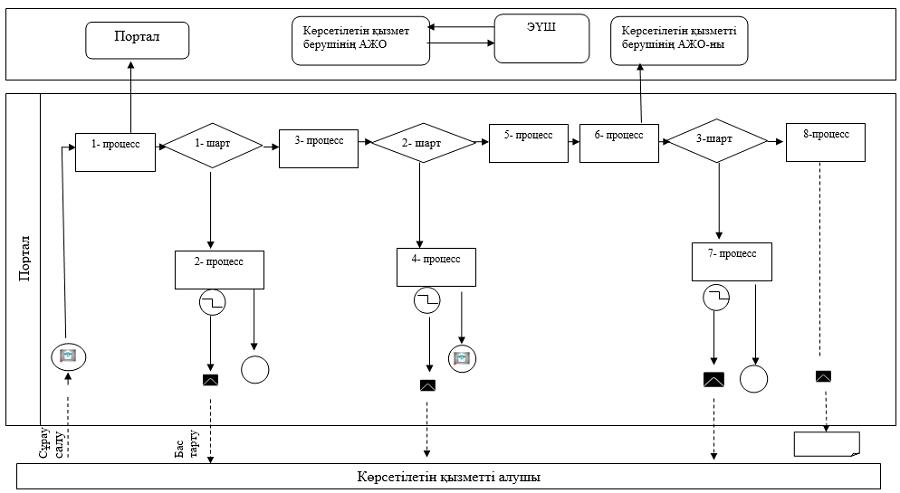 Портал
Көрсетілетін қызмет
берушінің АЖО
ЭҮШ
Көрсетілетін қызметті
берушінің АЖО-ны
1- процесс
1- шарт
3- процесс
2- шарт
5- процесс
6- процесс
3-шарт
8-процесс
2- процесс
4- процесс
7- процесс
Портал
Сұрау
салу
Бас
тарту
Көрсетілетін қызметті алушы